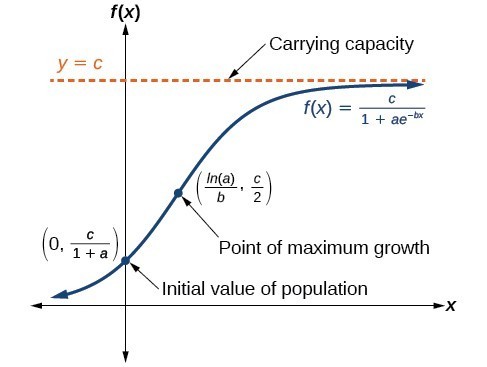 f(x)
Carrying capacity
y = c
f(x) = c / (1 + ae^{-bx})
(ln(a)/b, c/2)
(0, c/(1 + a))
Point of maximum growth
Initial value of population
x